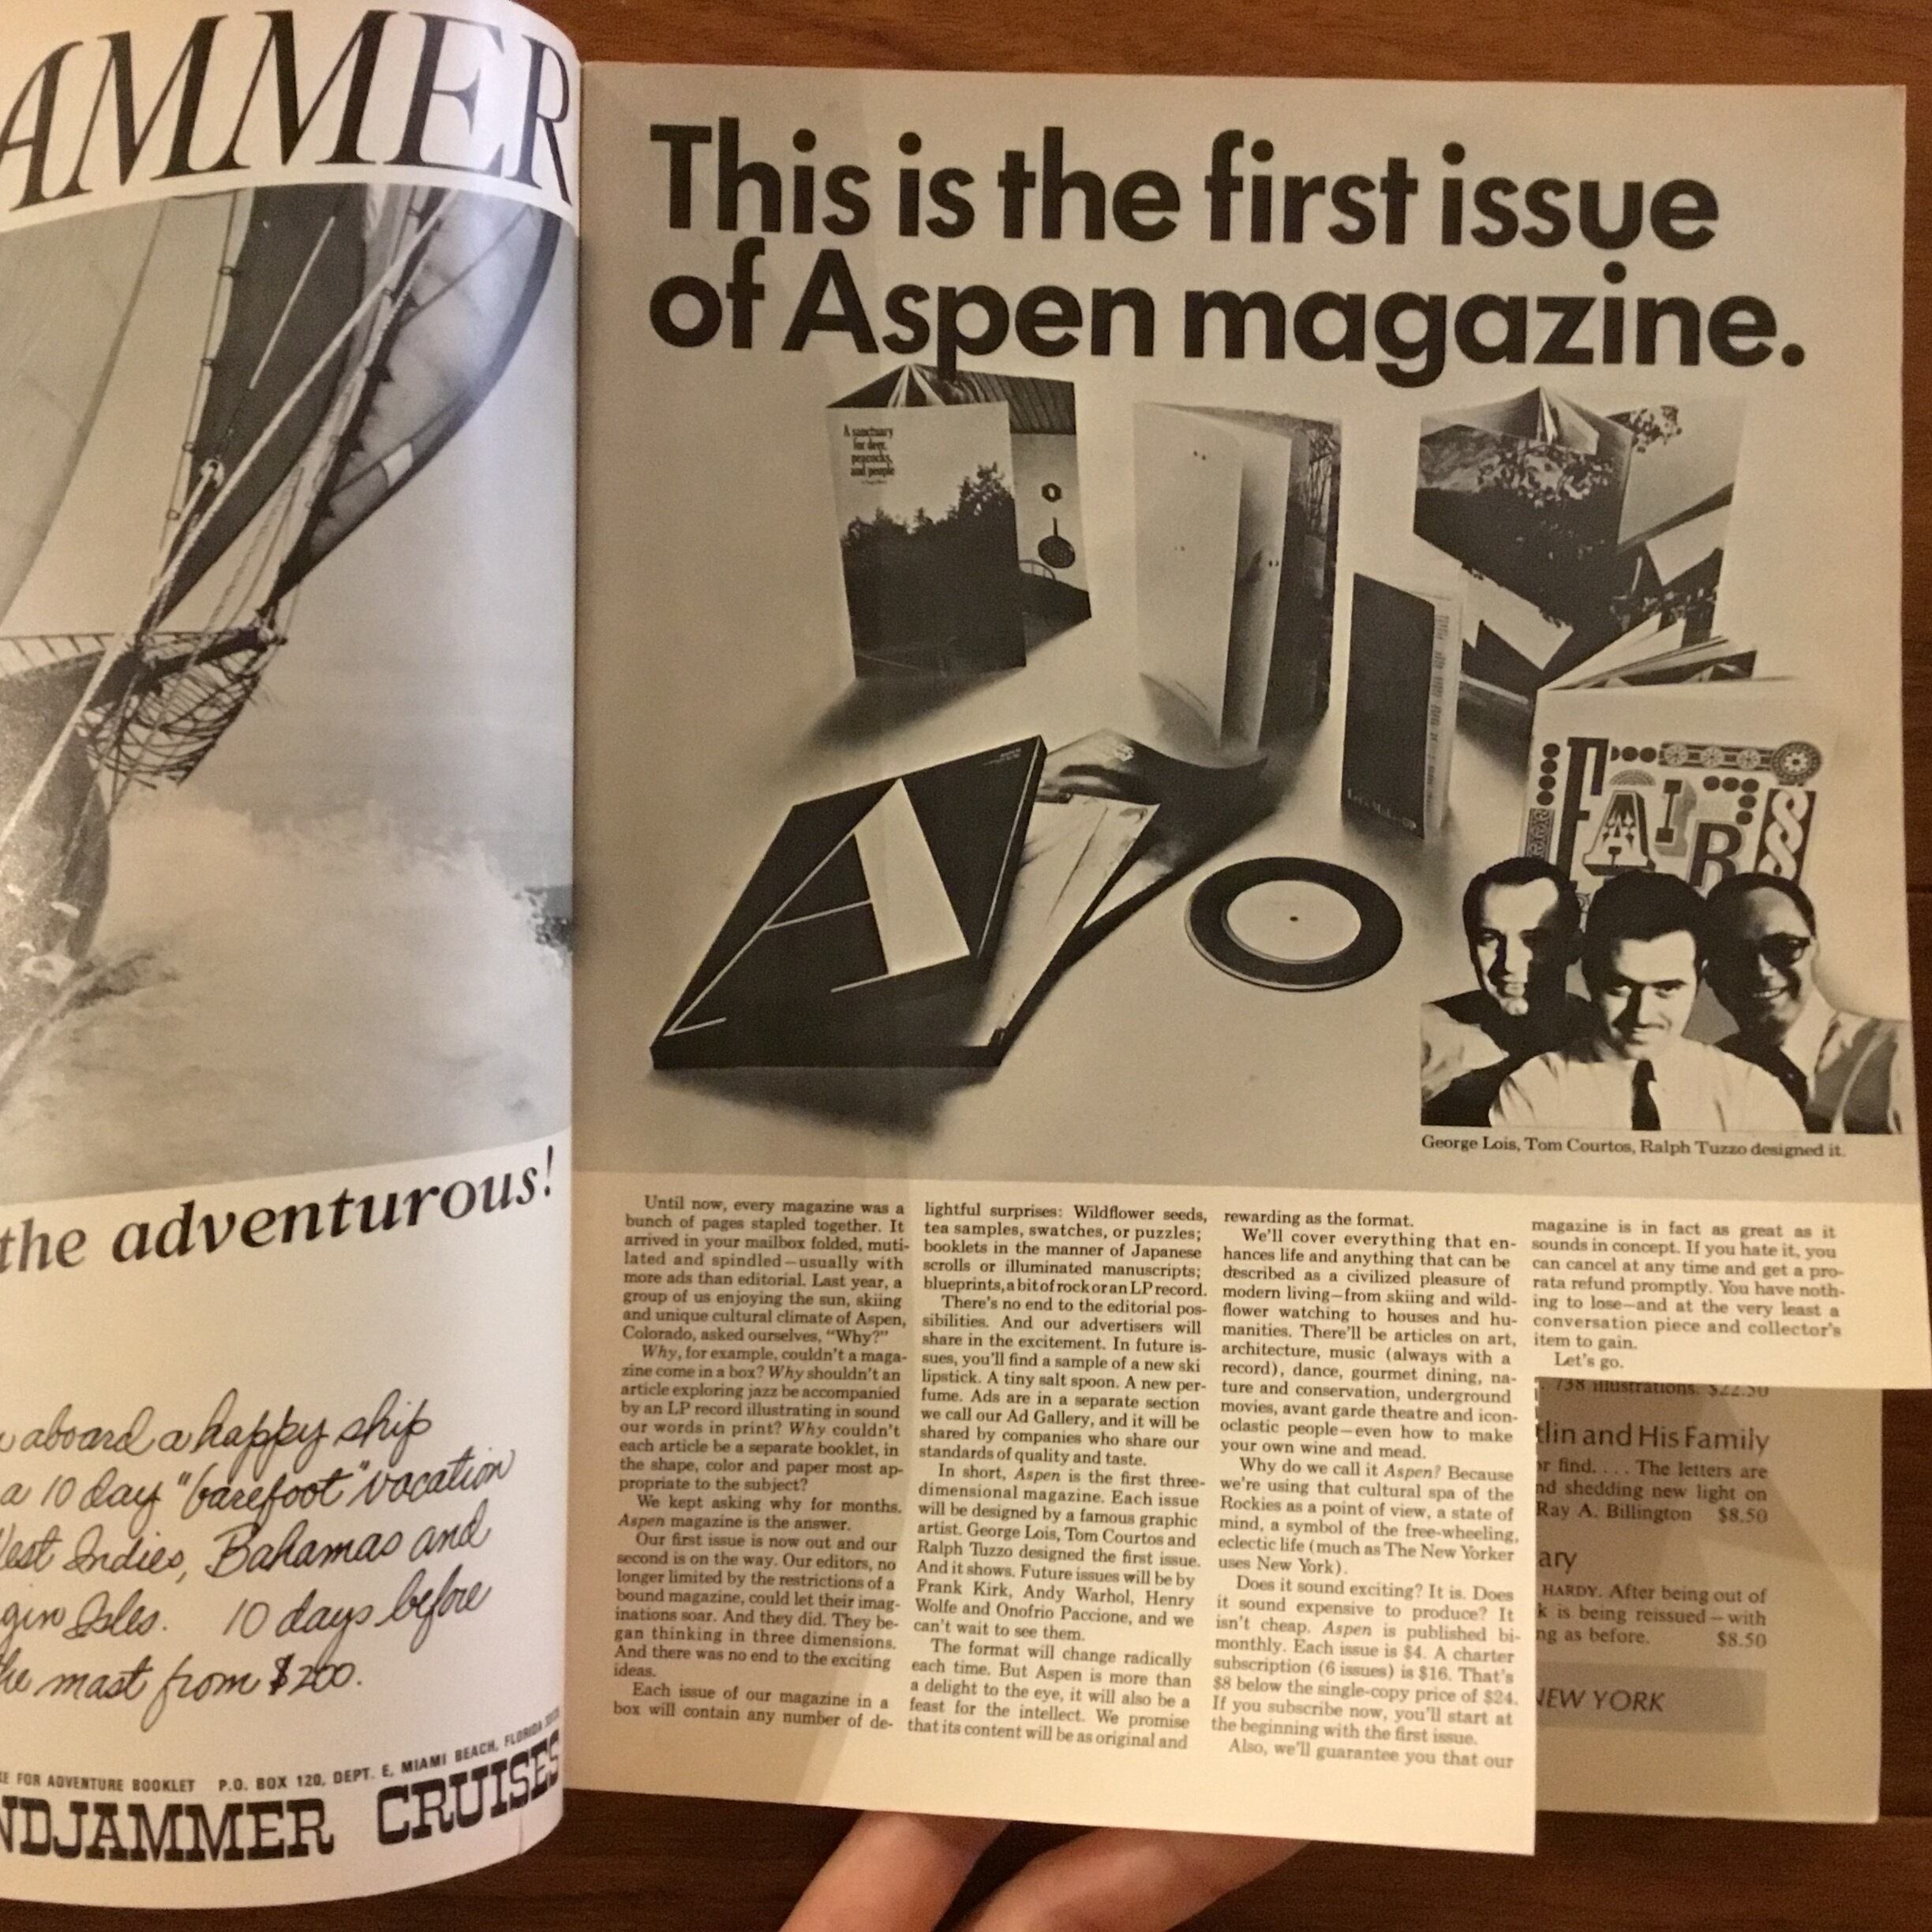 AMMER
the adventurous!
aboard a happy ship
a 10 day "barefoot" vacation
West Indies, Bahamas and
gin Isles. 10 days before
the mast from $200.
FOR ADVENTURE BOOKLET P.O. BOX 120, DEPT. E, MIAMI BEACH, FLORIDA
NDJAMMER CRUISES
This is the first issue
of Aspen magazine.
A sanctuary
for deer,
peacocks,
and people
A
FAIRS
George Lois, Tom Courtos, Ralph Tuzzo designed it.
Until now, every magazine was a
bunch of pages stapled together. It
arrived in your mailbox folded, muti-
lated and spindled—usually with
more ads than editorial. Last year, a
group of us enjoying the sun, skiing
and unique cultural climate of Aspen,
Colorado, asked ourselves, "Why?"
Why, for example, couldn't a maga-
zine come in a box? Why shouldn't an
article exploring jazz be accompanied
by an LP record illustrating in sound
our words in print? Why couldn't
each article be a separate booklet, in
the shape, color and paper most ap-
propriate to the subject?
We kept asking why for months.
Aspen magazine is the answer.
Our first issue is now out and our
second is on the way. Our editors, no
longer limited by the restrictions of a
bound magazine, could let their imag-
inations soar. And they did. They be-
gan thinking in three dimensions.
And there was no end to the exciting
ideas.
Each issue of our magazine in a
box will contain any number of de-
lightful surprises: Wildflower seeds,
tea samples, swatches, or puzzles;
booklets in the manner of Japanese
scrolls or illuminated manuscripts;
blueprints, a bit of rock or an LP record.
There's no end to the editorial pos-
sibilities. And our advertisers will
share in the excitement. In future is-
sues, you'll find a sample of a new ski
lipstick. A tiny salt spoon. A new per-
fume. Ads are in a separate section
we call our Ad Gallery, and it will be
shared by companies who share our
standards of quality and taste.
In short, Aspen is the first three-
dimensional magazine. Each issue
will be designed by a famous graphic
artist. George Lois, Tom Courtos and
Ralph Tuzzo designed the first issue.
And it shows. Future issues will be by
Frank Kirk, Andy Warhol, Henry
Wolfe and Onofrio Paccione, and we
can't wait to see them.
The format will change radically
each time. But Aspen is more than
a delight to the eye, it will also be a
feast for the intellect. We promise
that its content will be as original and
rewarding as the format.
We'll cover everything that en-
hances life and anything that can be
described as a civilized pleasure of
modern living—from skiing and wild-
flower watching to houses and hu-
manities. There'll be articles on art,
architecture, music (always with a
record), dance, gourmet dining, na-
ture and conservation, underground
movies, avant garde theatre and icon-
oclastic people—even how to make
your own wine and mead.
Why do we call it Aspen? Because
we're using that cultural spa of the
Rockies as a point of view, a state of
mind, a symbol of the free-wheeling,
eclectic life (much as The New Yorker
uses New York).
Does it sound exciting? It is. Does
it sound expensive to produce? It
isn't cheap. Aspen is published bi-
monthly. Each issue is $4. A charter
subscription (6 issues) is $16. That's
$8 below the single-copy price of $24.
If you subscribe now, you'll start at
the beginning with the first issue.
Also, we'll guarantee you that our
magazine is in fact as great as it
sounds in concept. If you hate it, you
can cancel at any time and get a pro-
rata refund promptly. You have noth-
ing to lose—and at the very least a
conversation piece and collector's
item to gain.
Let's go.
738 illustrations. $22.50
tlin and His Family
or find. . . . The letters are
nd shedding new light on
Ray A. Billington $8.50
ary
HARDY. After being out of
k is being reissued—with
ng as before. $8.50
NEW YORK